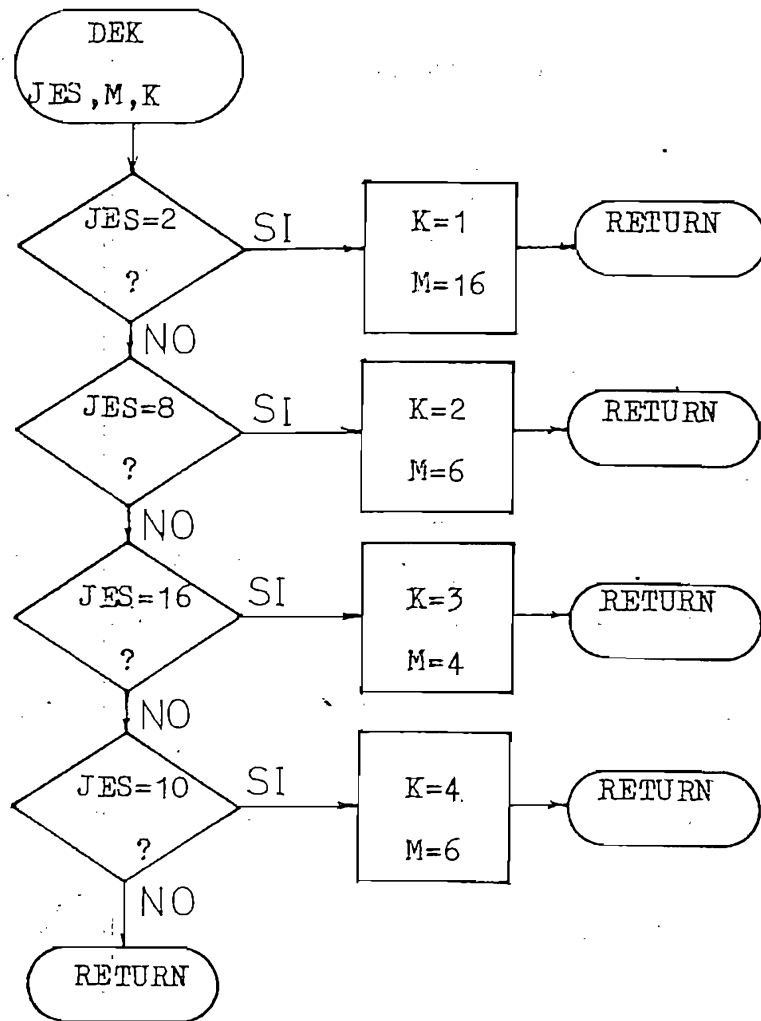 DEK
JES,M,K
JES=2
?
SI
K=1
M=16
RETURN
NO
JES=8
?
SI
K=2
M=6
RETURN
NO
JES=16
?
SI
K=3
M=4
RETURN
NO
JES=10
?
SI
K=4
M=6
RETURN
NO
RETURN